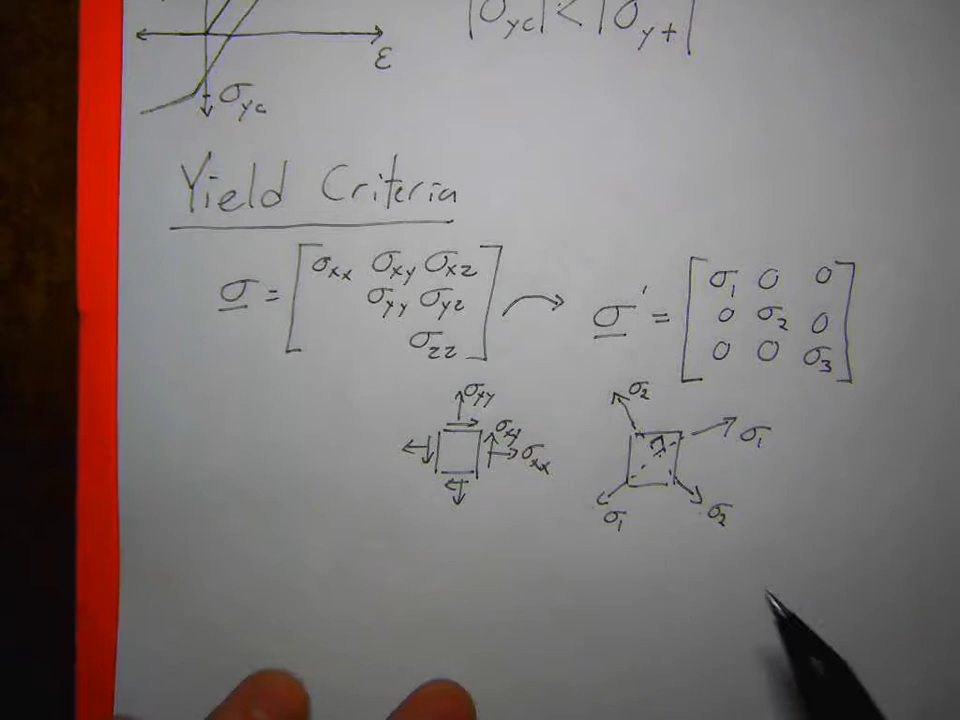 |σyc| < |σy+|
ε
σyc
Yield Criteria
σ = [σxx σxy σxz
σyy σyz
σzz]
σ' = [σ1 0 0
0 σ2 0
0 0 σ3]
σyy
σxy
σxx
σ2
σ1
σ1
σ2